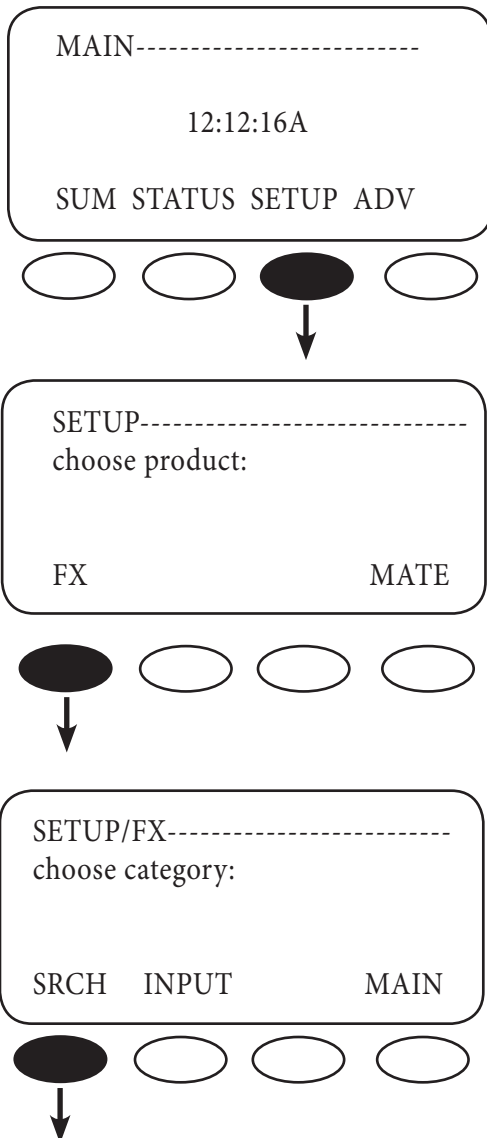 MAIN--------------------------
12:12:16A
SUM STATUS SETUP ADV
SETUP------------------------------
choose product:
FX MATE
SETUP/FX--------------------------
choose category:
SRCH INPUT MAIN